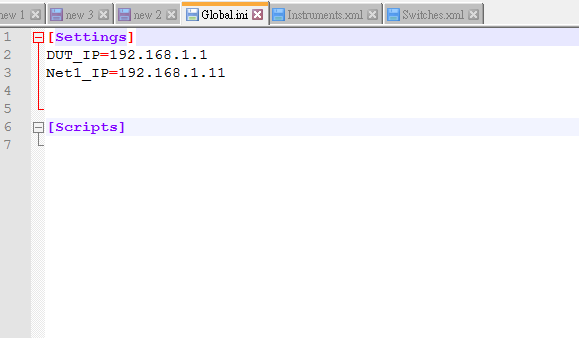 new 1 new 3 new 2 Global.ini Instruments.xml Switches.xml
1 [Settings]
2 DUT_IP=192.168.1.1
3 Net1_IP=192.168.1.11
4
5
6 [Scripts]
7